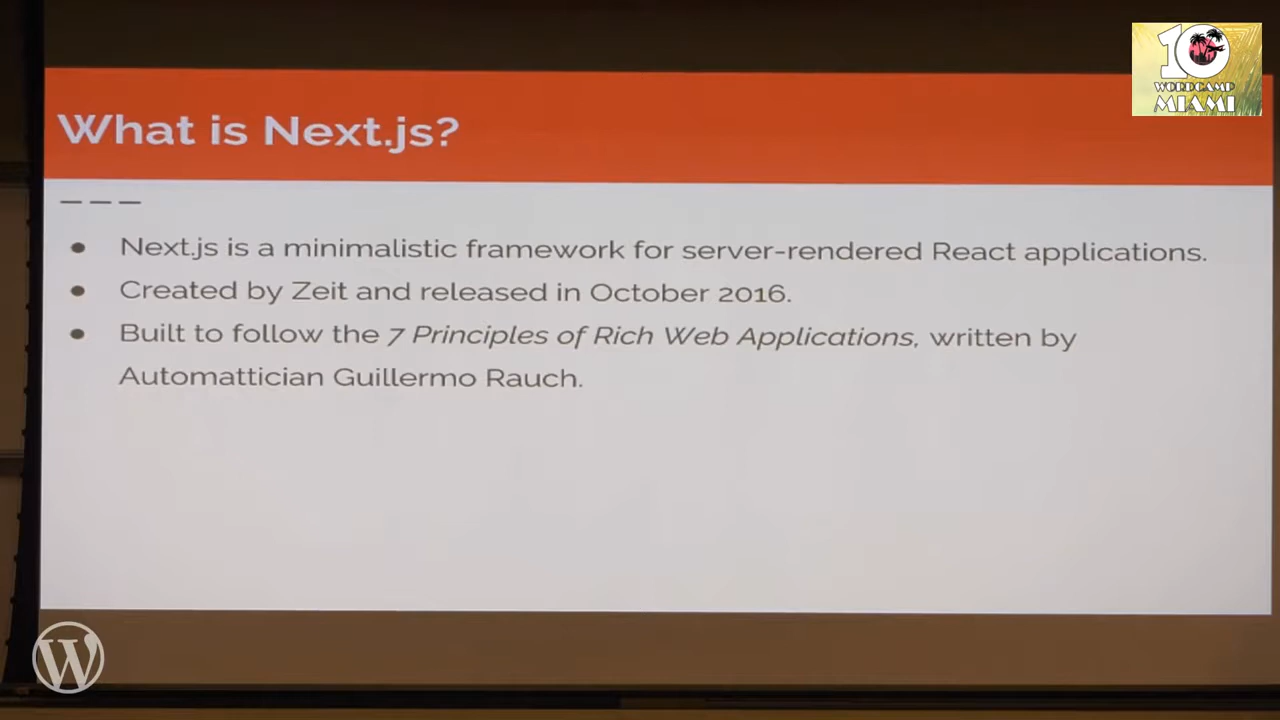 10
WORDCAMP
MIAMI
What is Next.js?
● Next.js is a minimalistic framework for server-rendered React applications.
● Created by Zeit and released in October 2016.
● Built to follow the 7 Principles of Rich Web Applications, written by
Automattician Guillermo Rauch.
W